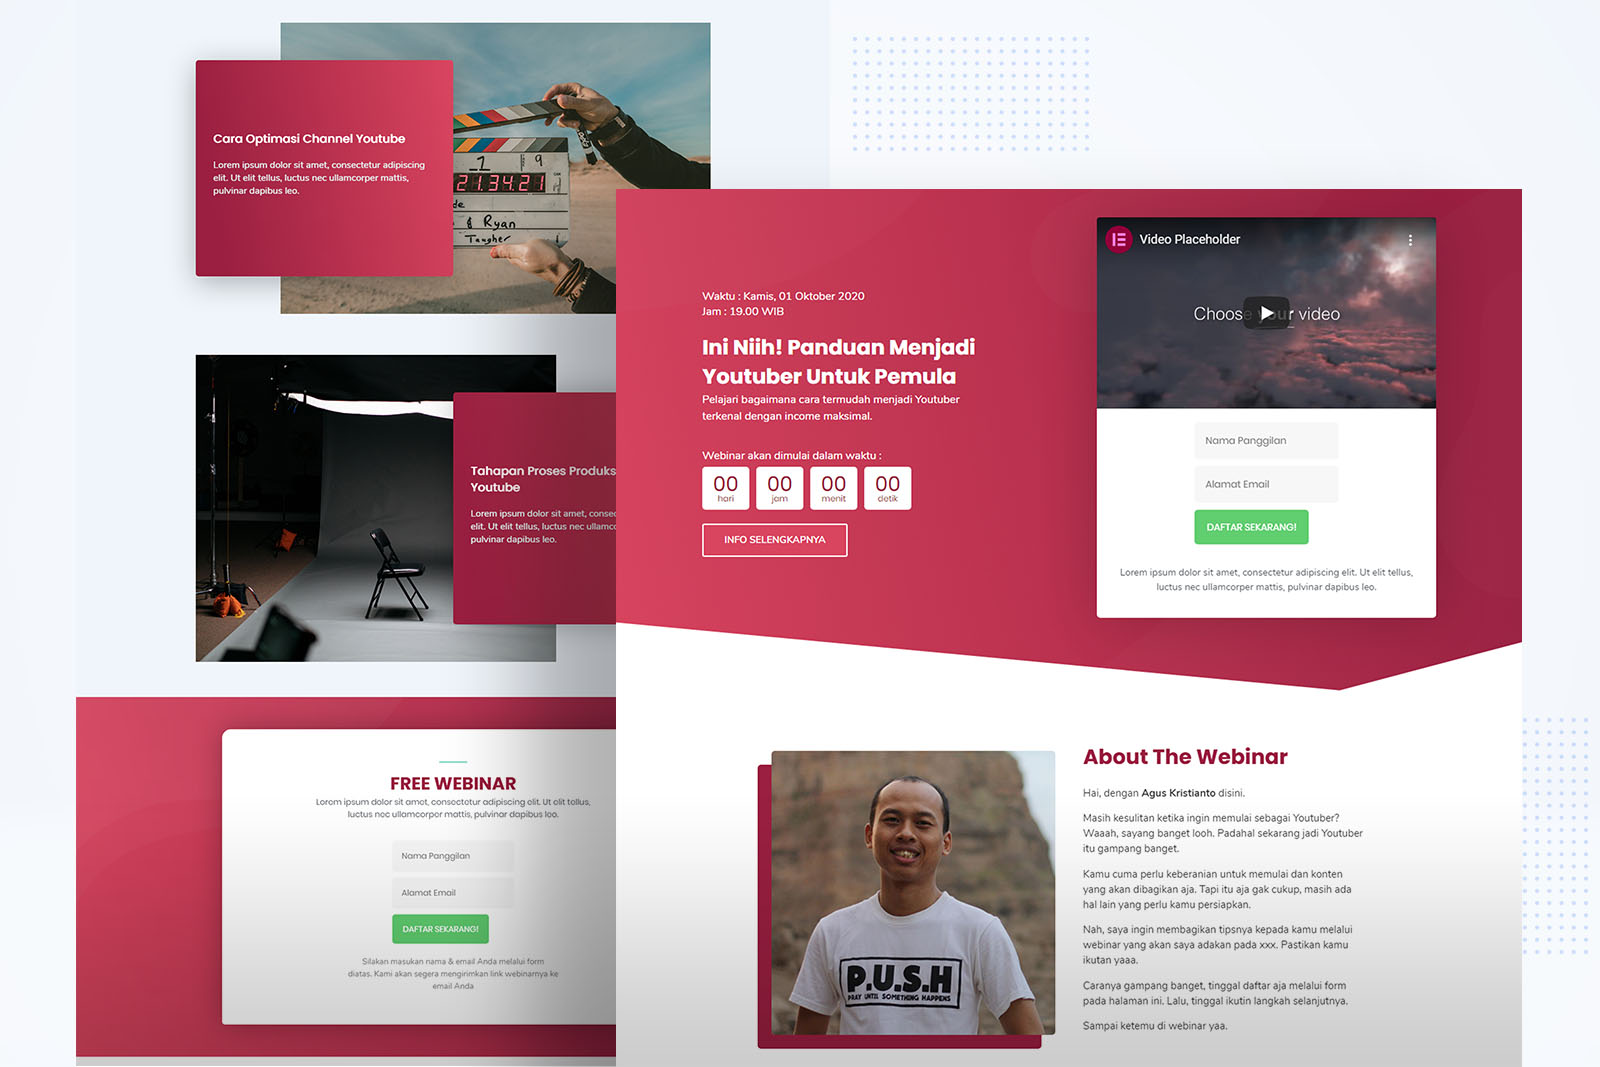 Cara Optimasi Channel Youtube
Lorem ipsum dolor sit amet, consectetur adipiscing
elit. Ut elit tellus, luctus nec ullamcorper mattis,
pulvinar dapibus leo.
1 9
21.34.21
& Ryan
Taugher
Tahapan Proses Produks
Youtube
Lorem ipsum dolor sit amet, consec
elit. Ut elit tellus, luctus nec ullamco
pulvinar dapibus leo.
FREE WEBINAR
Lorem ipsum dolor sit amet, consectetur adipiscing elit. Ut elit tellus,
luctus nec ullamcorper mattis, pulvinar dapibus leo.
Nama Panggilan
Alamat Email
DAFTAR SEKARANG!
Silakan masukan nama & email Anda melalui form
diatas. Kami akan segera mengirimkan link webinarnya ke
email Anda
Waktu : Kamis, 01 Oktober 2020
Jam : 19.00 WIB
Ini Niih! Panduan Menjadi
Youtuber Untuk Pemula
Pelajari bagaimana cara termudah menjadi Youtuber
terkenal dengan income maksimal.
Webinar akan dimulai dalam waktu :
00 00 00 00
hari jam menit detik
INFO SELENGKAPNYA
Video Placeholder
Choose your video
Nama Panggilan
Alamat Email
DAFTAR SEKARANG!
Lorem ipsum dolor sit amet, consectetur adipiscing elit. Ut elit tellus,
luctus nec ullamcorper mattis, pulvinar dapibus leo.
P.U.S.H
PRAY UNTIL SOMETHING HAPPENS
About The Webinar
Hai, dengan Agus Kristianto disini.
Masih kesulitan ketika ingin memulai sebagai Youtuber?
Waaah, sayang banget looh. Padahal sekarang jadi Youtuber
itu gampang banget.
Kamu cuma perlu keberanian untuk memulai dan konten
yang akan dibagikan aja. Tapi itu aja gak cukup, masih ada
hal lain yang perlu kamu persiapkan.
Nah, saya ingin membagikan tipsnya kepada kamu melalui
webinar yang akan saya adakan pada xxx. Pastikan kamu
ikutan yaaa.
Caranya gampang banget, tinggal daftar aja melalui form
pada halaman ini. Lalu, tinggal ikutin langkah selanjutnya.
Sampai ketemu di webinar yaa.